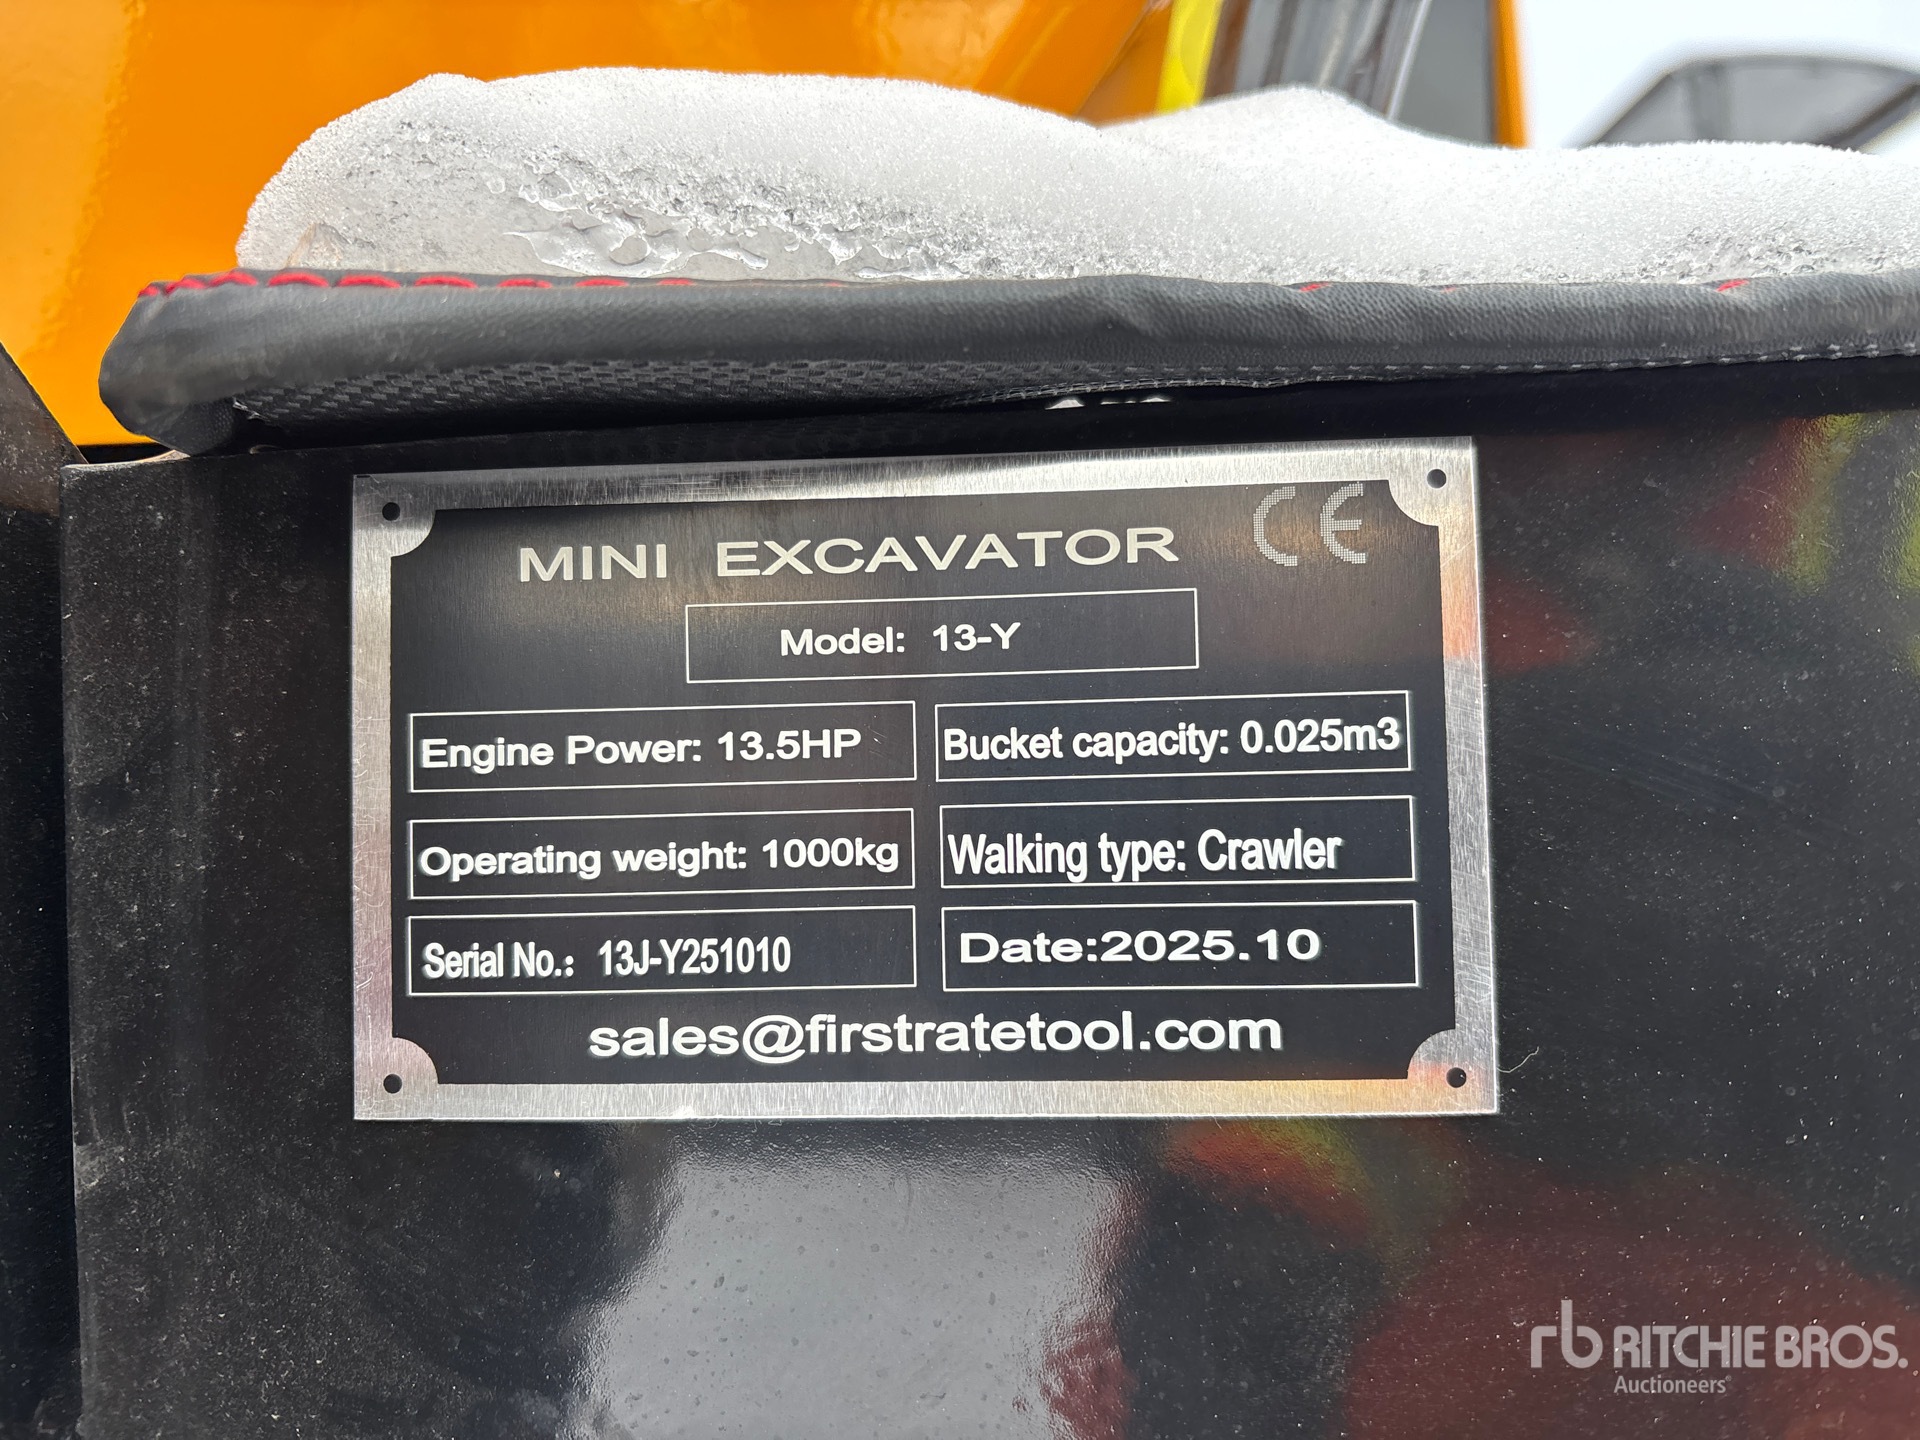 MINI EXCAVATOR CE
Model: 13-Y
Engine Power: 13.5HP
Bucket capacity: 0.025m3
Operating weight: 1000kg
Walking type: Crawler
Serial No.: 13J-Y251010
Date:2025.10
sales@firstratetool.com
rb RITCHIE BROS.
Auctioneers